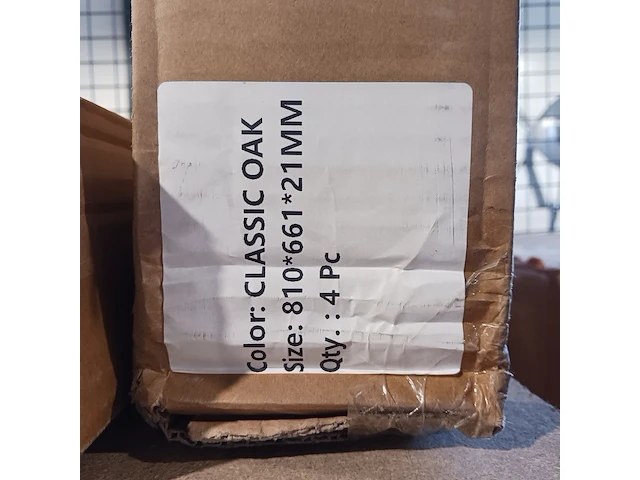 Color: CLASSIC OAK
Size: 810*661*21MM
Qty. : 4 Pc